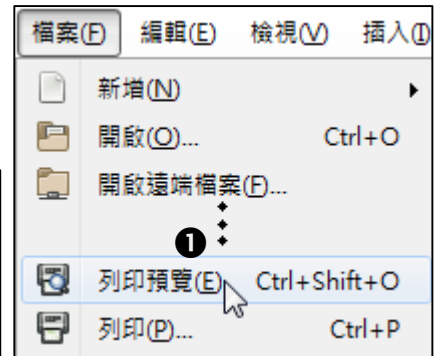 檔案(F) 編輯(E) 檢視(V) 插入(I
新增(N)
開啟(O)... Ctrl+O
開啟遠端檔案(F)...
❶
列印預覽(E) Ctrl+Shift+O
列印(P)... Ctrl+P